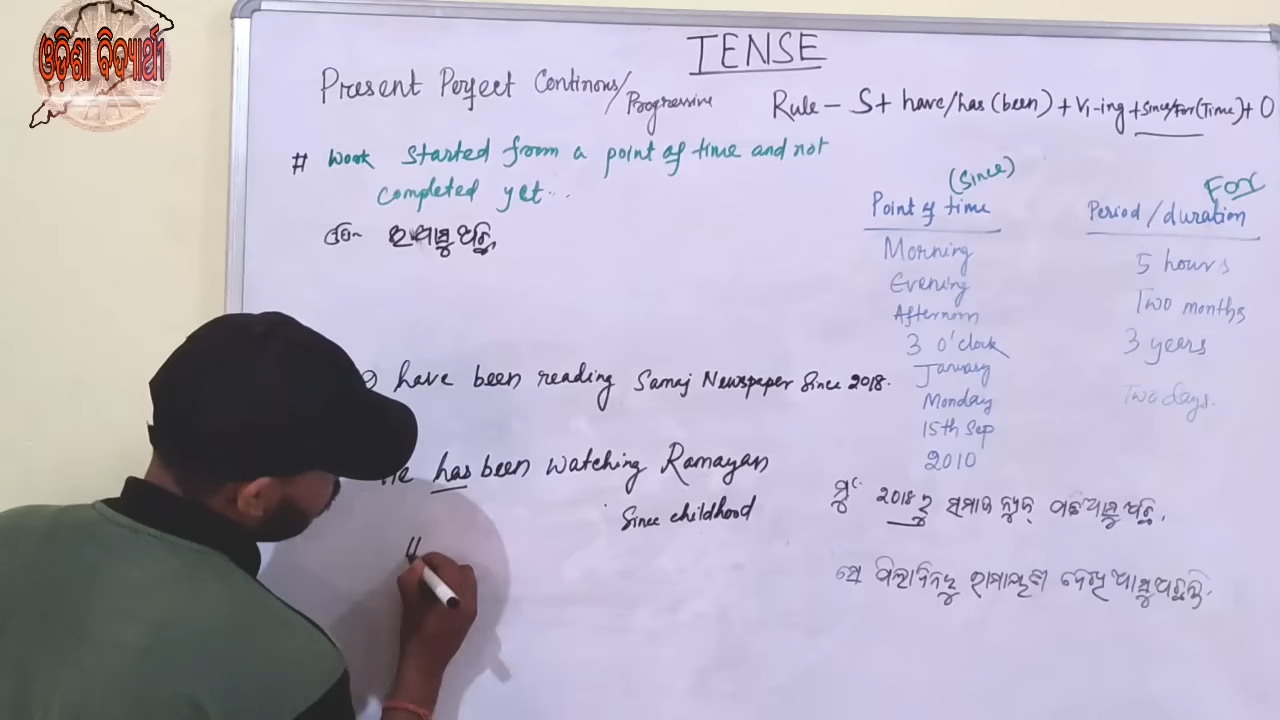 ଓଡ଼ିଶା ବିଦ୍ୟାର୍ଥୀ
TENSE
Present Perfect Continous/Progressive
Rule - S+ have/has (been) + V1-ing + Since/For (Time) + O
# Work started from a point of time and not
completed yet...
(Since)
Point of time
Morning
Evening
Afternoon
3 o'clock
January
Monday
15th Sep
2010
For
Period/duration
5 hours
Two months
3 years
Two days.
have been reading Samaj Newspaper Since 2018.
He has been watching Ramayan
Since childhood
ମୁଁ 2018ରୁ ସମାଜ ନ୍ୟୁଜ୍ ପଢିଆସୁଅଛି.
ସେ ପିଲାଦିନରୁ ରାମାୟଣ ଦେଖିଆସୁଅଛନ୍ତି.